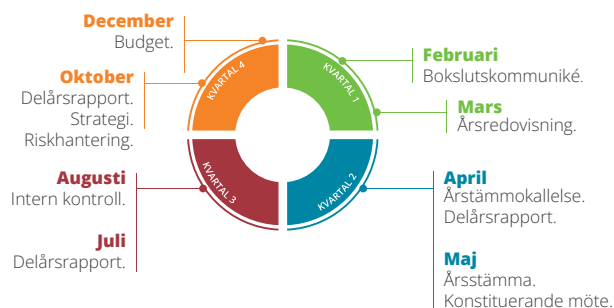 December
Budget.
Oktober
Delårsrapport.
Strategi.
Riskhantering.
Augusti
Intern kontroll.
Juli
Delårsrapport.
KVARTAL 4
KVARTAL 1
KVARTAL 3
KVARTAL 2
Februari
Bokslutskommuniké.
Mars
Årsredovisning.
April
Årstämmokallelse.
Delårsrapport.
Maj
Årsstämma.
Konstituerande möte.